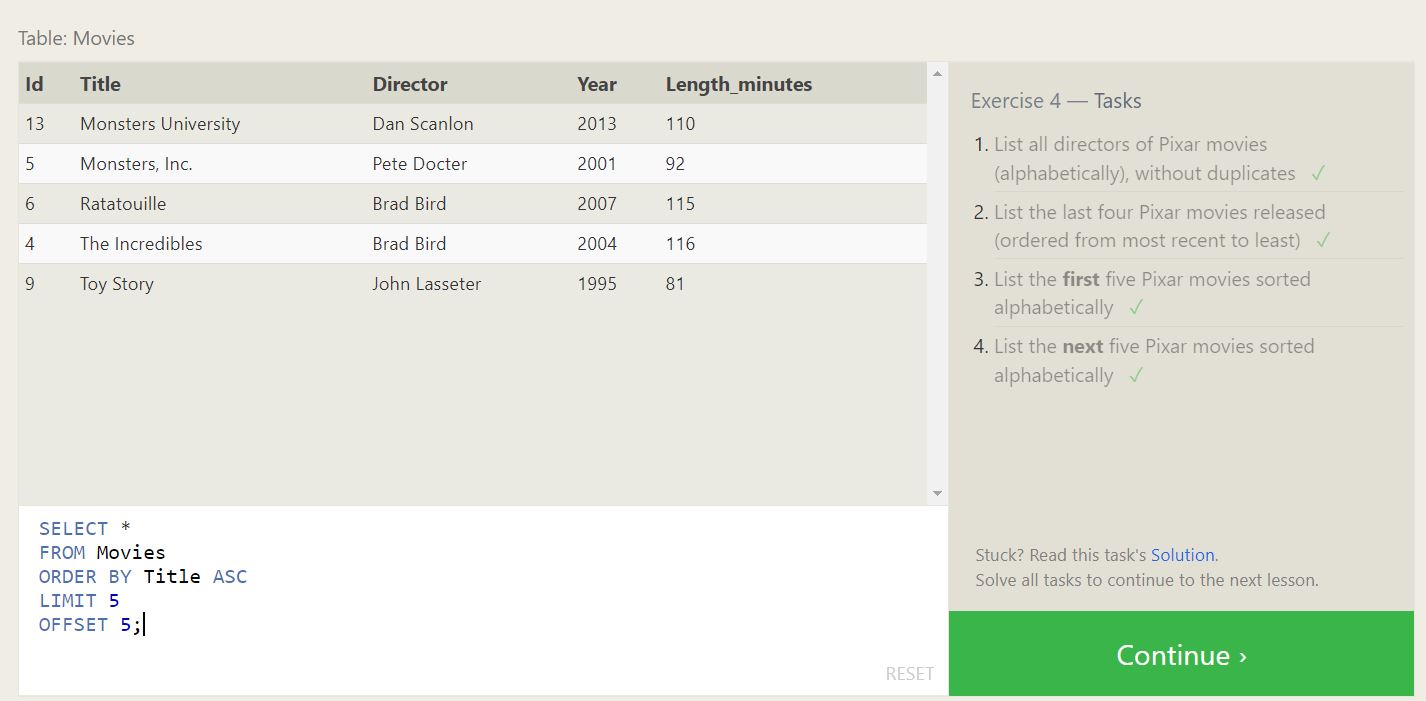 Table: Movies
Id Title Director Year Length_minutes
13 Monsters University Dan Scanlon 2013 110
5 Monsters, Inc. Pete Docter 2001 92
6 Ratatouille Brad Bird 2007 115
4 The Incredibles Brad Bird 2004 116
9 Toy Story John Lasseter 1995 81
SELECT *
FROM Movies
ORDER BY Title ASC
LIMIT 5
OFFSET 5;
RESET
Exercise 4 — Tasks
1. List all directors of Pixar movies
(alphabetically), without duplicates ✓
2. List the last four Pixar movies released
(ordered from most recent to least) ✓
3. List the first five Pixar movies sorted
alphabetically ✓
4. List the next five Pixar movies sorted
alphabetically ✓
Stuck? Read this task's Solution.
Solve all tasks to continue to the next lesson.
Continue ›